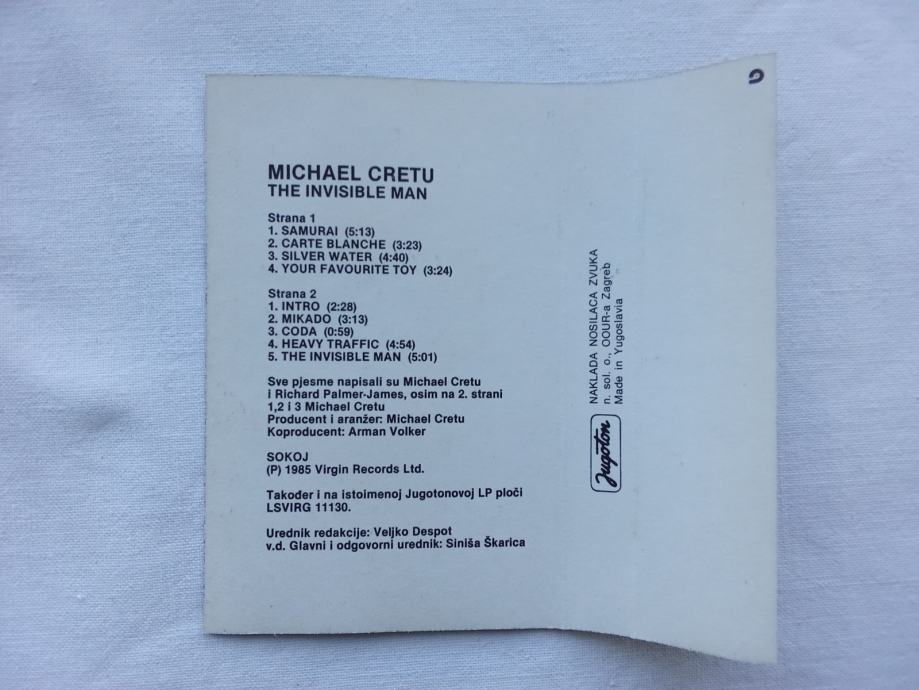 MICHAEL CRETU
THE INVISIBLE MAN
Strana 1
1. SAMURAI (5:13)
2. CARTE BLANCHE (3:23)
3. SILVER WATER (4:40)
4. YOUR FAVOURITE TOY (3:24)
Strana 2
1. INTRO (2:28)
2. MIKADO (3:13)
3. CODA (0:59)
4. HEAVY TRAFFIC (4:54)
5. THE INVISIBLE MAN (5:01)
Sve pjesme napisali su Michael Cretu
i Richard Palmer-James, osim na 2. strani
1,2 i 3 Michael Cretu
Producent i aranžer: Michael Cretu
Koproducent: Arman Volker
SOKOJ
(P) 1985 Virgin Records Ltd.
Također i na istoimenoj Jugotonovoj LP ploči
LSVIRG 11130.
Urednik redakcije: Veljko Despot
v.d. Glavni i odgovorni urednik: Siniša Škarica
Jugoton
NAKLADA NOSILACA ZVUKA
n. sol. o., OOUR-a Zagreb
Made in Yugoslavia